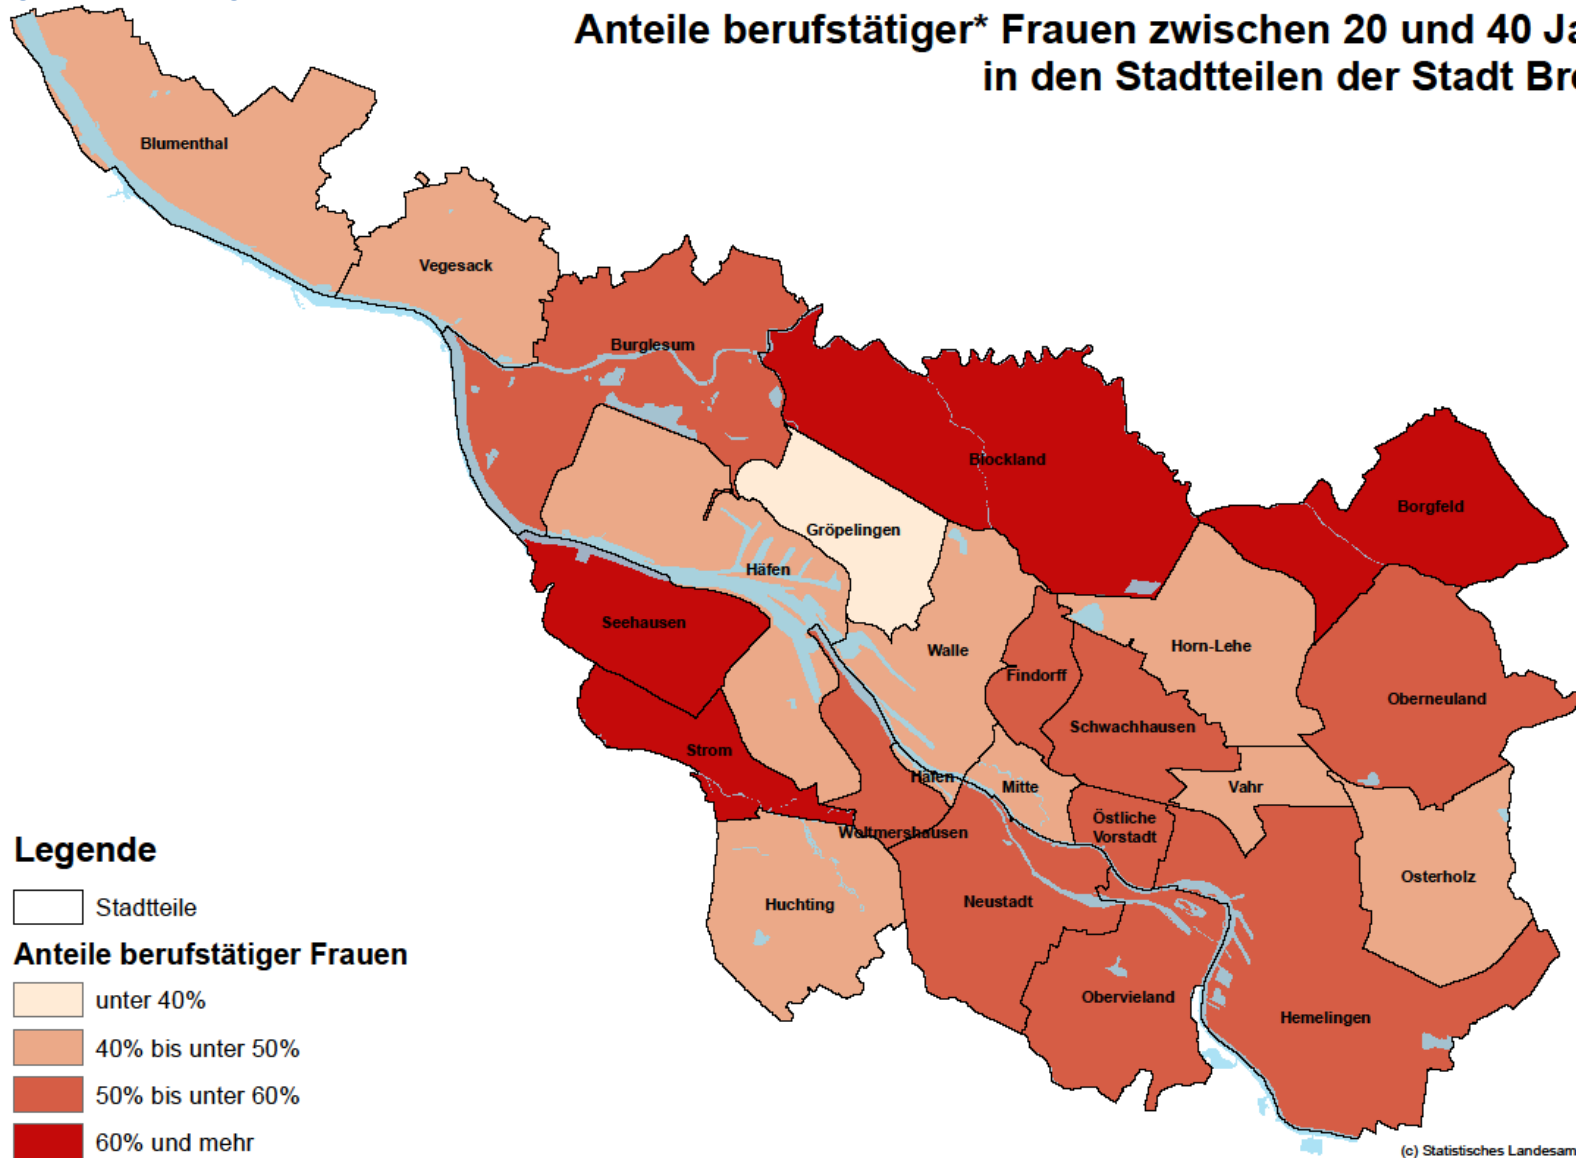 Anteile berufstätiger* Frauen zwischen 20 und 40 Ja
in den Stadtteilen der Stadt Bre
Blumenthal
Vegesack
Burglesum
Blockland
Borgfeld
Gröpelingen
Häfen
Seehausen
Walle
Horn-Lehe
Findorff
Oberneuland
Schwachhausen
Strom
Häfen
Mitte
Vahr
Östliche
Vorstadt
Woltmershausen
Osterholz
Huchting
Neustadt
Obervieland
Hemelingen
Legende
Stadtteile
Anteile berufstätiger Frauen
unter 40%
40% bis unter 50%
50% bis unter 60%
60% und mehr
(c) Statistisches Landesam